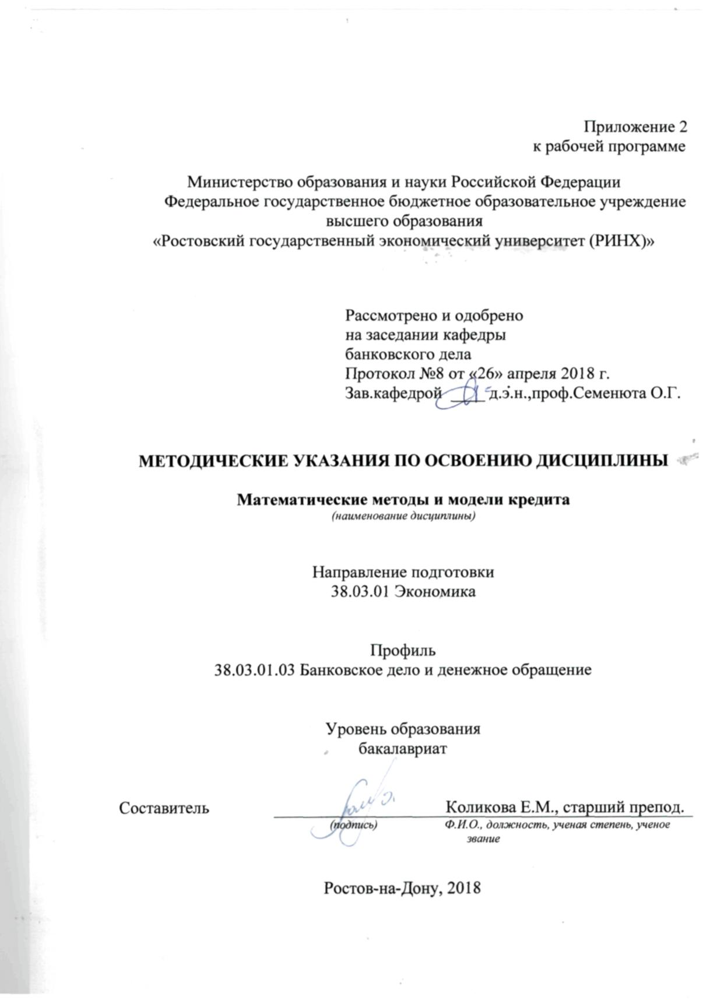 Приложение 2
к рабочей программе
Министерство образования и науки Российской Федерации
Федеральное государственное бюджетное образовательное учреждение
высшего образования
«Ростовский государственный экономический университет (РИНХ)»
Рассмотрено и одобрено
на заседании кафедры
банковского дела
Протокол №8 от «26» апреля 2018 г.
Зав.кафедрой ____ д.э.н.,проф.Семенюта О.Г.
МЕТОДИЧЕСКИЕ УКАЗАНИЯ ПО ОСВОЕНИЮ ДИСЦИПЛИНЫ
Математические методы и модели кредита
(наименование дисциплины)
Направление подготовки
38.03.01 Экономика
Профиль
38.03.01.03 Банковское дело и денежное обращение
Уровень образования
бакалавриат
Составитель Коликова Е.М., старший препод.
(подпись) Ф.И.О., должность, ученая степень, ученое
звание
Ростов-на-Дону, 2018